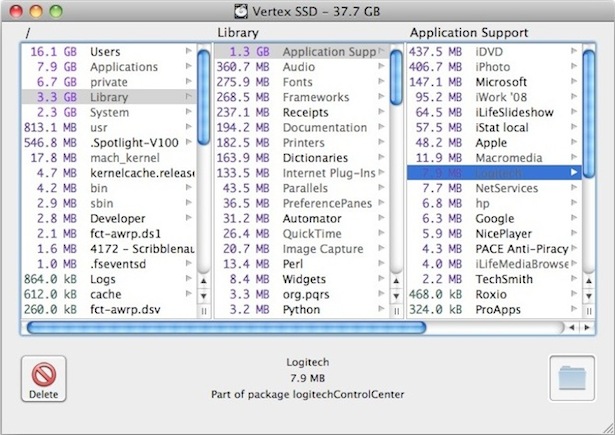 Vertex SSD – 37.7 GB
/
16.1 GB Users
7.9 GB Applications
6.7 GB private
3.3 GB Library
2.3 GB System
813.1 MB usr
546.8 MB .Spotlight-V100
17.8 MB mach_kernel
4.7 MB kernelcache.release
4.2 MB bin
2.9 MB sbin
2.8 MB Developer
2.1 MB fct-awrp.ds1
1.6 MB 4172 - Scribblenau
1.0 MB .fseventsd
864.0 kB Logs
612.0 kB cache
260.0 kB fct-awrp.dsv
Library
1.3 GB Application Supp
360.7 MB Audio
275.9 MB Fonts
268.5 MB Frameworks
237.1 MB Receipts
194.2 MB Documentation
182.5 MB Printers
163.9 MB Dictionaries
133.5 MB Internet Plug-Ins
43.5 MB Parallels
36.5 MB PreferencePanes
31.2 MB Automator
26.4 MB QuickTime
20.7 MB Image Capture
13.4 MB Perl
8.4 MB Widgets
3.3 MB org.pqrs
3.2 MB Python
Application Support
437.5 MB iDVD
406.7 MB iPhoto
147.1 MB Microsoft
95.2 MB iWork '08
64.5 MB iLifeSlideshow
57.5 MB iStat local
48.2 MB Apple
11.9 MB Macromedia
7.9 MB Logitech
7.7 MB NetServices
6.8 MB hp
6.3 MB Google
5.9 MB NicePlayer
4.3 MB PACE Anti-Piracy
4.0 MB iLifeMediaBrowse
2.2 MB TechSmith
468.0 kB Roxio
324.0 kB ProApps
Delete
Logitech
7.9 MB
Part of package logitechControlCenter